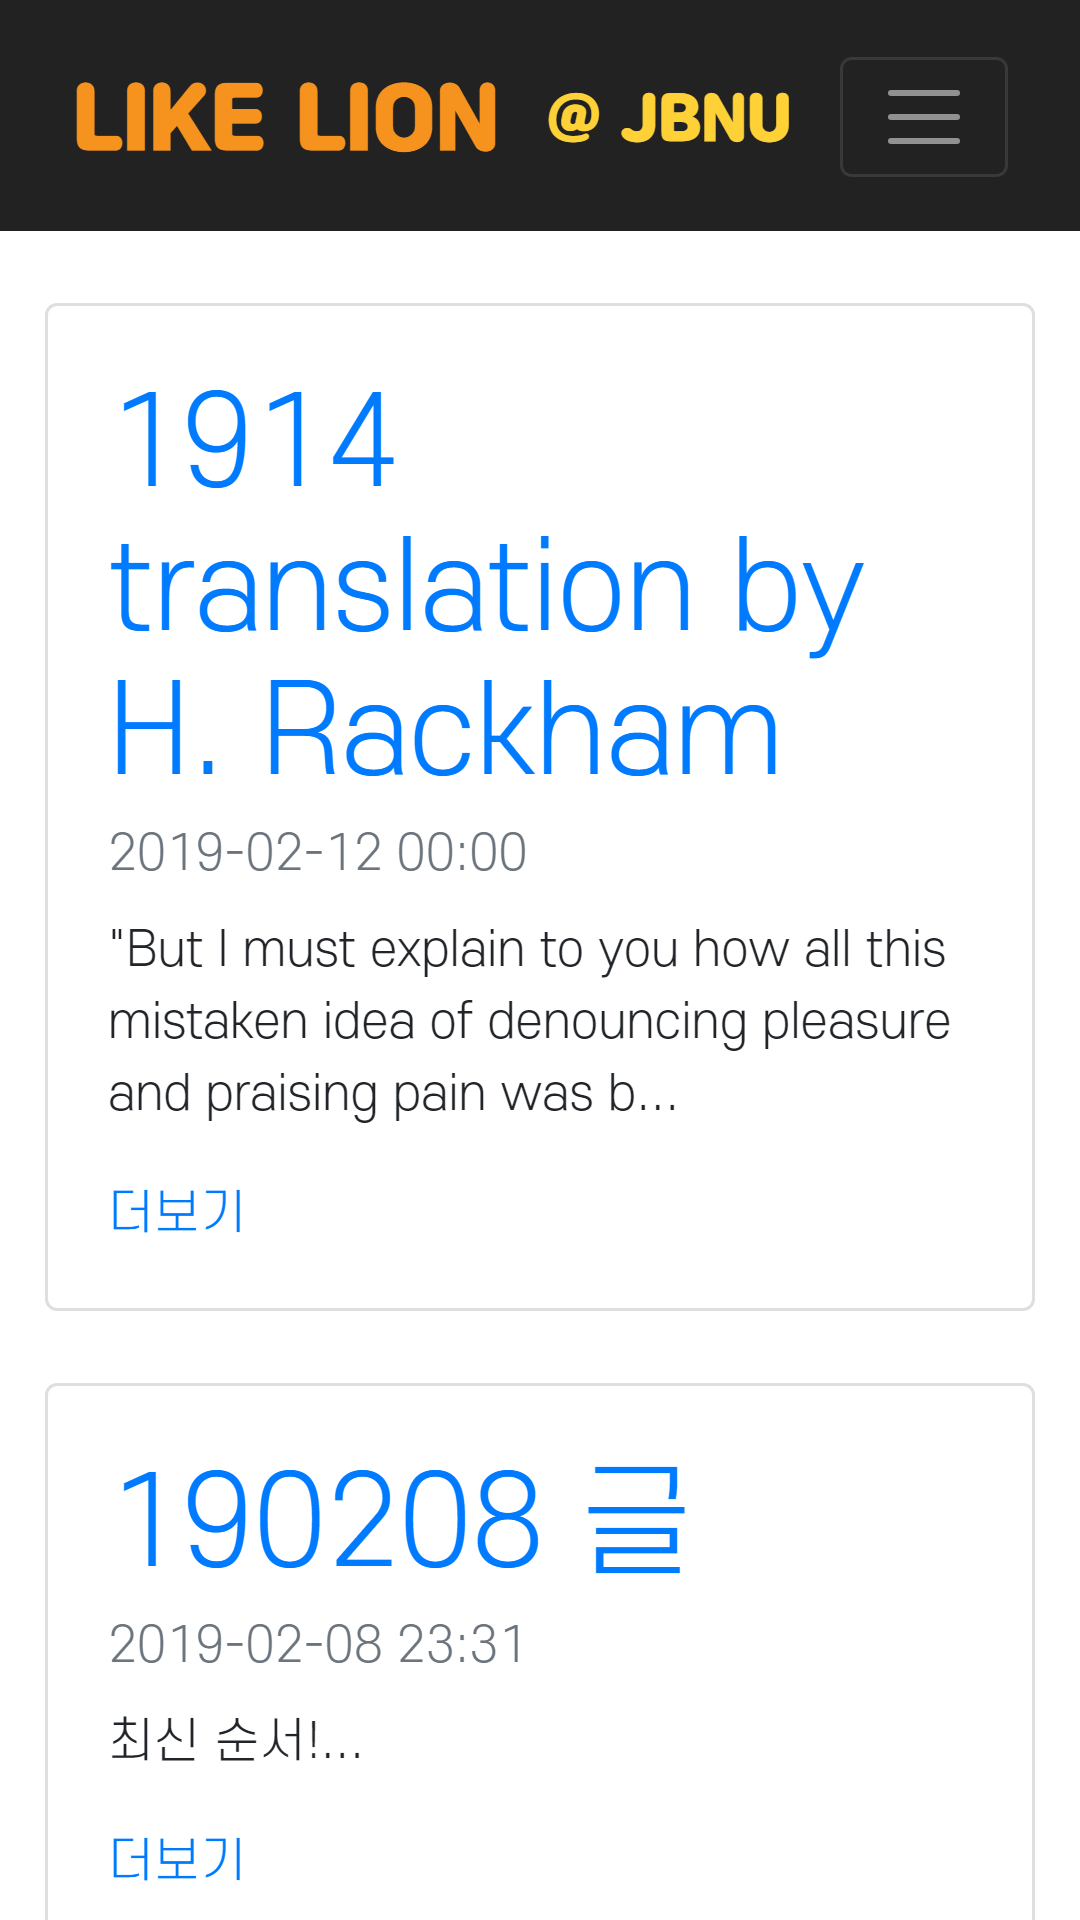 LIKE LION @ JBNU
1914
translation by
H. Rackham
2019-02-12 00:00
"But I must explain to you how all this
mistaken idea of denouncing pleasure
and praising pain was b...
더보기
190208 글
2019-02-08 23:31
최신 순서!...
더보기